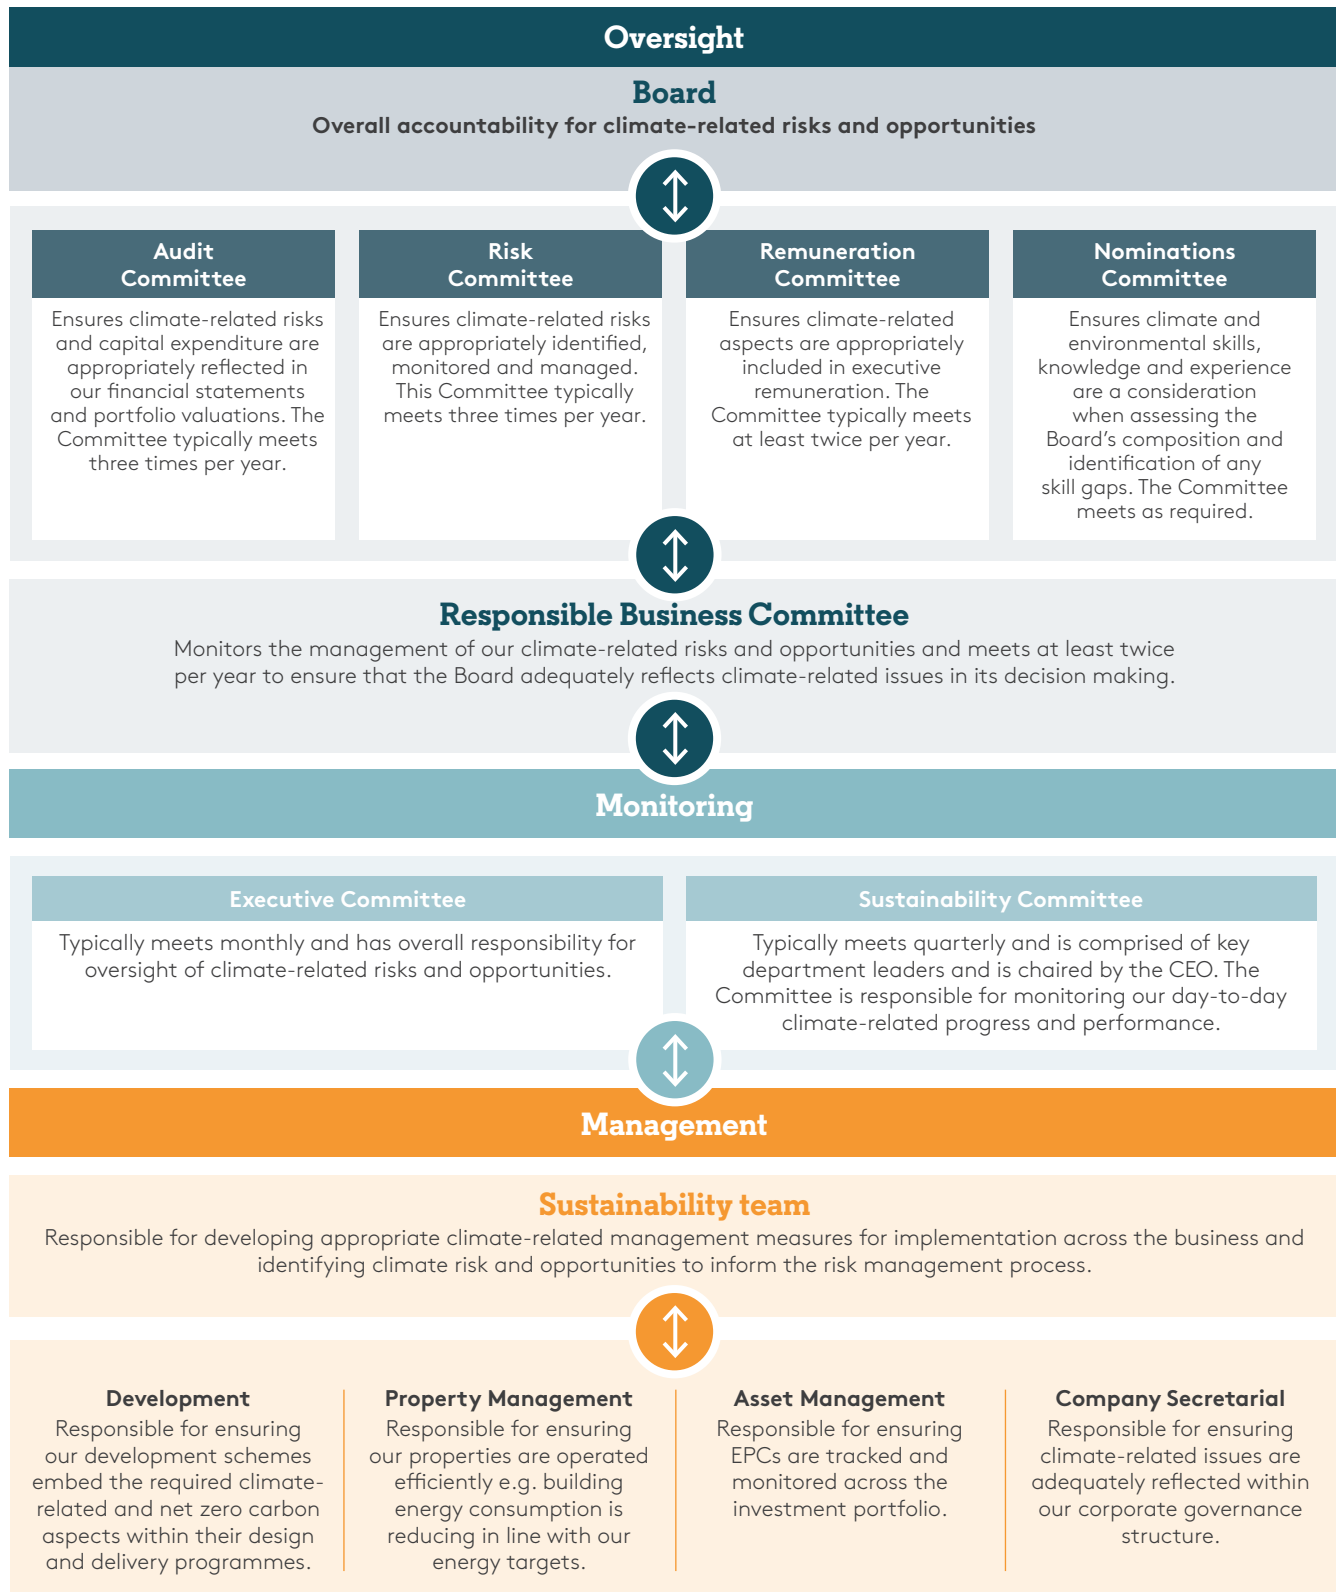 Oversight
Board
Overall accountability for climate-related risks and opportunities
Audit
Committee
Ensures climate-related risks
and capital expenditure are
appropriately reflected in
our financial statements
and portfolio valuations. The
Committee typically meets
three times per year.
Risk
Committee
Ensures climate-related risks
are appropriately identified,
monitored and managed.
This Committee typically
meets three times per year.
Remuneration
Committee
Ensures climate-related
aspects are appropriately
included in executive
remuneration. The
Committee typically meets
at least twice per year.
Nominations
Committee
Ensures climate and
environmental skills,
knowledge and experience
are a consideration
when assessing the
Board's composition and
identification of any
skill gaps. The Committee
meets as required.
Responsible Business Committee
Monitors the management of our climate-related risks and opportunities and meets at least twice
per year to ensure that the Board adequately reflects climate-related issues in its decision making.
Monitoring
Executive Committee
Typically meets monthly and has overall responsibility for
oversight of climate-related risks and opportunities.
Sustainability Committee
Typically meets quarterly and is comprised of key
department leaders and is chaired by the CEO. The
Committee is responsible for monitoring our day-to-day
climate-related progress and performance.
Management
Sustainability team
Responsible for developing appropriate climate-related management measures for implementation across the business and
identifying climate risk and opportunities to inform the risk management process.
Development
Responsible for ensuring
our development schemes
embed the required climate-
related and net zero carbon
aspects within their design
and delivery programmes.
Property Management
Responsible for ensuring
our properties are operated
efficiently e.g. building
energy consumption is
reducing in line with our
energy targets.
Asset Management
Responsible for ensuring
EPCs are tracked and
monitored across the
investment portfolio.
Company Secretarial
Responsible for ensuring
climate-related issues are
adequately reflected within
our corporate governance
structure.